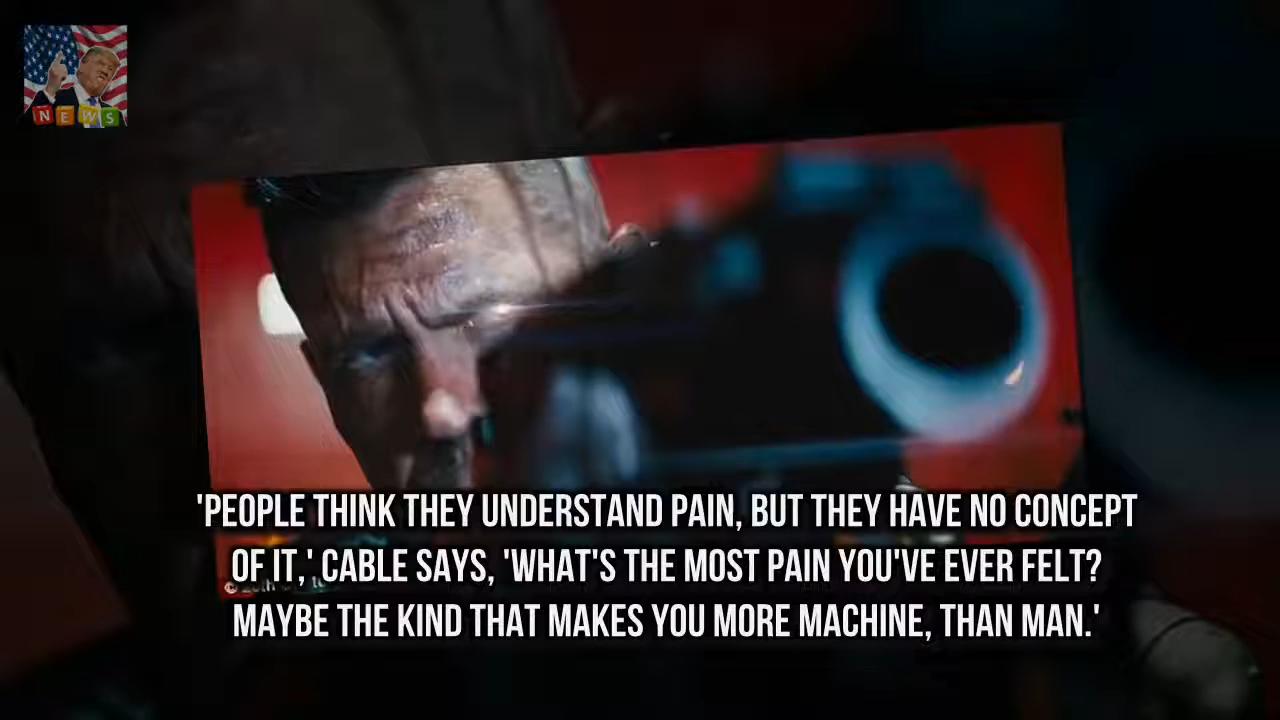 NEWS
'PEOPLE THINK THEY UNDERSTAND PAIN, BUT THEY HAVE NO CONCEPT
OF IT,' CABLE SAYS, 'WHAT'S THE MOST PAIN YOU'VE EVER FELT?
MAYBE THE KIND THAT MAKES YOU MORE MACHINE, THAN MAN.'